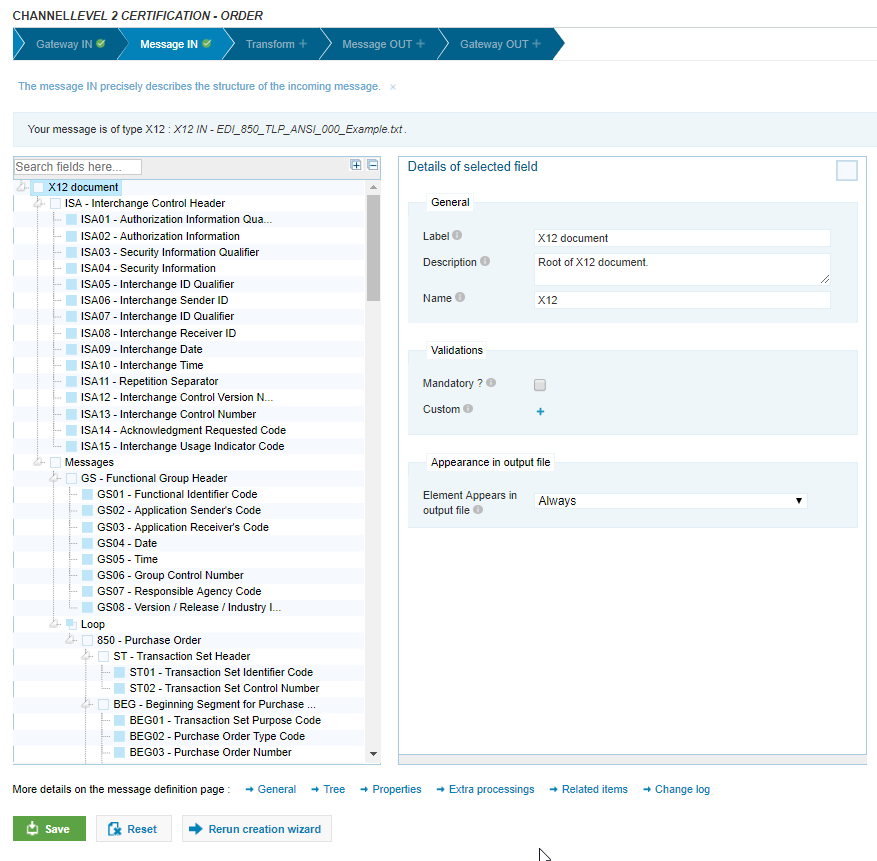 CHANNELLEVEL 2 CERTIFICATION - ORDER
Gateway IN
Message IN
Transform +
Message OUT +
Gateway OUT +
The message IN precisely describes the structure of the incoming message. ×
Your message is of type X12 : X12 IN - EDI_850_TLP_ANSI_000_Example.txt .
Search fields here...
X12 document
ISA - Interchange Control Header
ISA01 - Authorization Information Qua...
ISA02 - Authorization Information
ISA03 - Security Information Qualifier
ISA04 - Security Information
ISA05 - Interchange ID Qualifier
ISA06 - Interchange Sender ID
ISA07 - Interchange ID Qualifier
ISA08 - Interchange Receiver ID
ISA09 - Interchange Date
ISA10 - Interchange Time
ISA11 - Repetition Separator
ISA12 - Interchange Control Version N...
ISA13 - Interchange Control Number
ISA14 - Acknowledgment Requested Code
ISA15 - Interchange Usage Indicator Code
Messages
GS - Functional Group Header
GS01 - Functional Identifier Code
GS02 - Application Sender's Code
GS03 - Application Receiver's Code
GS04 - Date
GS05 - Time
GS06 - Group Control Number
GS07 - Responsible Agency Code
GS08 - Version / Release / Industry I...
Loop
850 - Purchase Order
ST - Transaction Set Header
ST01 - Transaction Set Identifier Code
ST02 - Transaction Set Control Number
BEG - Beginning Segment for Purchase ...
BEG01 - Transaction Set Purpose Code
BEG02 - Purchase Order Type Code
BEG03 - Purchase Order Number
Details of selected field
General
Label
X12 document
Description
Root of X12 document.
Name
X12
Validations
Mandatory ?
Custom
+
Appearance in output file
Element Appears in
output file
Always
More details on the message definition page : → General → Tree → Properties → Extra processings → Related items → Change log
Save
Reset
Rerun creation wizard